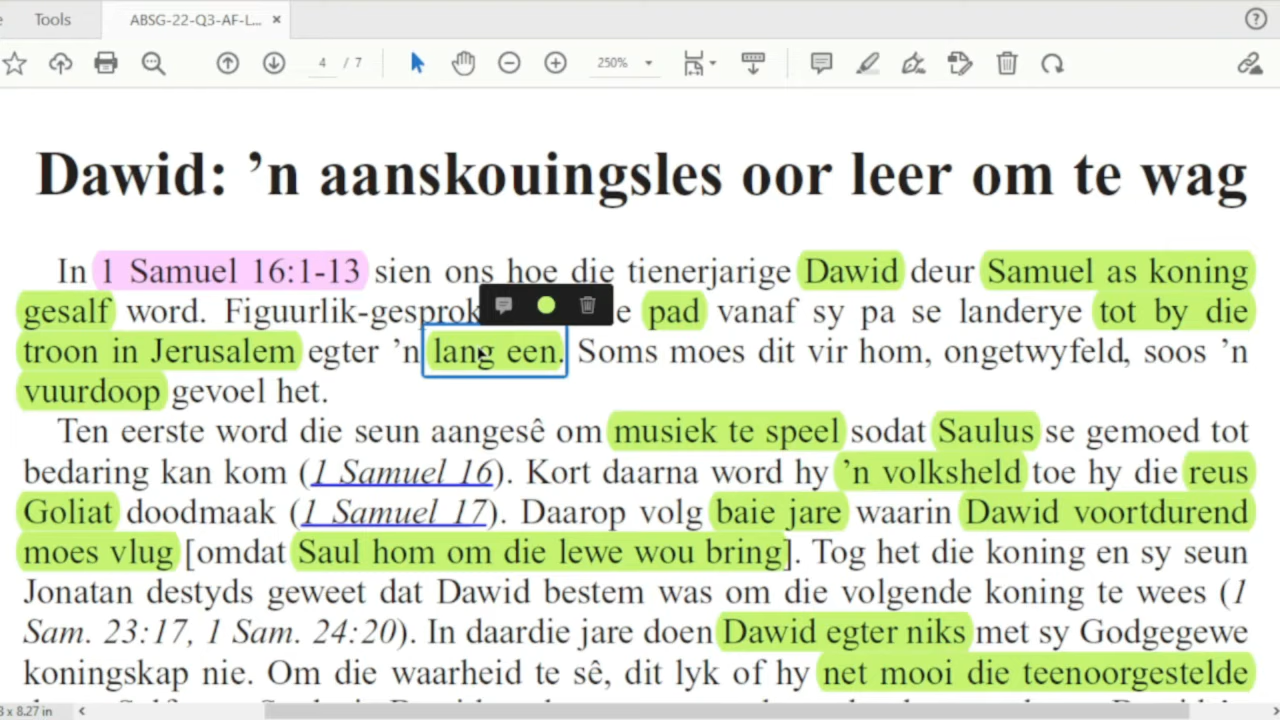 Tools
ABSG-22-Q3-AF-L... ×
4 / 7
250%
Dawid: ’n aanskouingsles oor leer om te wag
In 1 Samuel 16:1-13 sien ons hoe die tienerjarige Dawid deur Samuel as koning
gesalf word. Figuurlik-gesprok e pad vanaf sy pa se landerye tot by die
troon in Jerusalem egter ’n lang een. Soms moes dit vir hom, ongetwyfeld, soos ’n
vuurdoop gevoel het.
Ten eerste word die seun aangesê om musiek te speel sodat Saulus se gemoed tot
bedaring kan kom (1 Samuel 16). Kort daarna word hy ’n volksheld toe hy die reus
Goliat doodmaak (1 Samuel 17). Daarop volg baie jare waarin Dawid voortdurend
moes vlug [omdat Saul hom om die lewe wou bring]. Tog het die koning en sy seun
Jonatan destyds geweet dat Dawid bestem was om die volgende koning te wees (1
Sam. 23:17, 1 Sam. 24:20). In daardie jare doen Dawid egter niks met sy Godgegewe
koningskap nie. Om die waarheid te sê, dit lyk of hy net mooi die teenoorgestelde
x 8.27 in